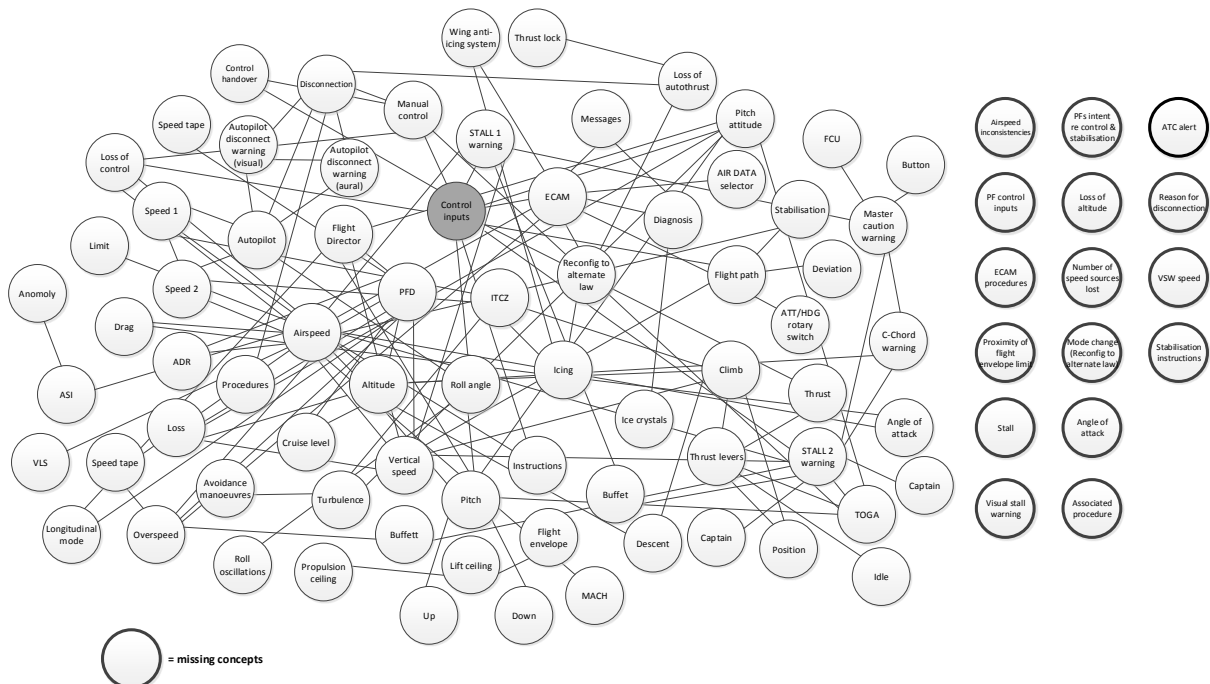 Wing anti-
icing system
Thrust lock
Control
handover
Disconnection
Loss of
autothrust
Manual
control
Speed tape
Autopilot
disconnect
warning
(visual)
STALL 1
warning
Messages
Pitch
attitude
FCU
Button
Loss of
control
Autopilot
disconnect
warning
(aural)
AIR DATA
selector
Control
inputs
ECAM
Speed 1
Autopilot
Flight
Director
Diagnosis
Stabilisation
Master
caution
warning
Limit
Speed 2
PFD
ITCZ
Reconfig to
alternate
law
Flight path
Deviation
Anomoly
Drag
Airspeed
ATT/HDG
rotary
switch
C-Chord
warning
ADR
ASI
Procedures
Altitude
Roll angle
Icing
Climb
Thrust
Loss
Cruise level
Ice crystals
Angle of
attack
VLS
Speed tape
Vertical
speed
Instructions
Thrust levers
STALL 2
warning
Captain
Avoidance
manoeuvres
Turbulence
Pitch
Buffet
TOGA
Longitudinal
mode
Overspeed
Buffett
Flight
envelope
Descent
Captain
Position
Roll
oscillations
Propulsion
ceiling
Lift ceiling
Idle
Up
Down
MACH
Airspeed
inconsistencies
PFs intent
re control &
stabilisation
ATC alert
PF control
inputs
Loss of
altitude
Reason for
disconnection
ECAM
procedures
Number of
speed sources
lost
VSW speed
Proximity of
flight
envelope limit
Mode change
(Reconfig to
alternate law)
Stabilisation
instructions
Stall
Angle of
attack
Visual stall
warning
Associated
procedure
= missing concepts